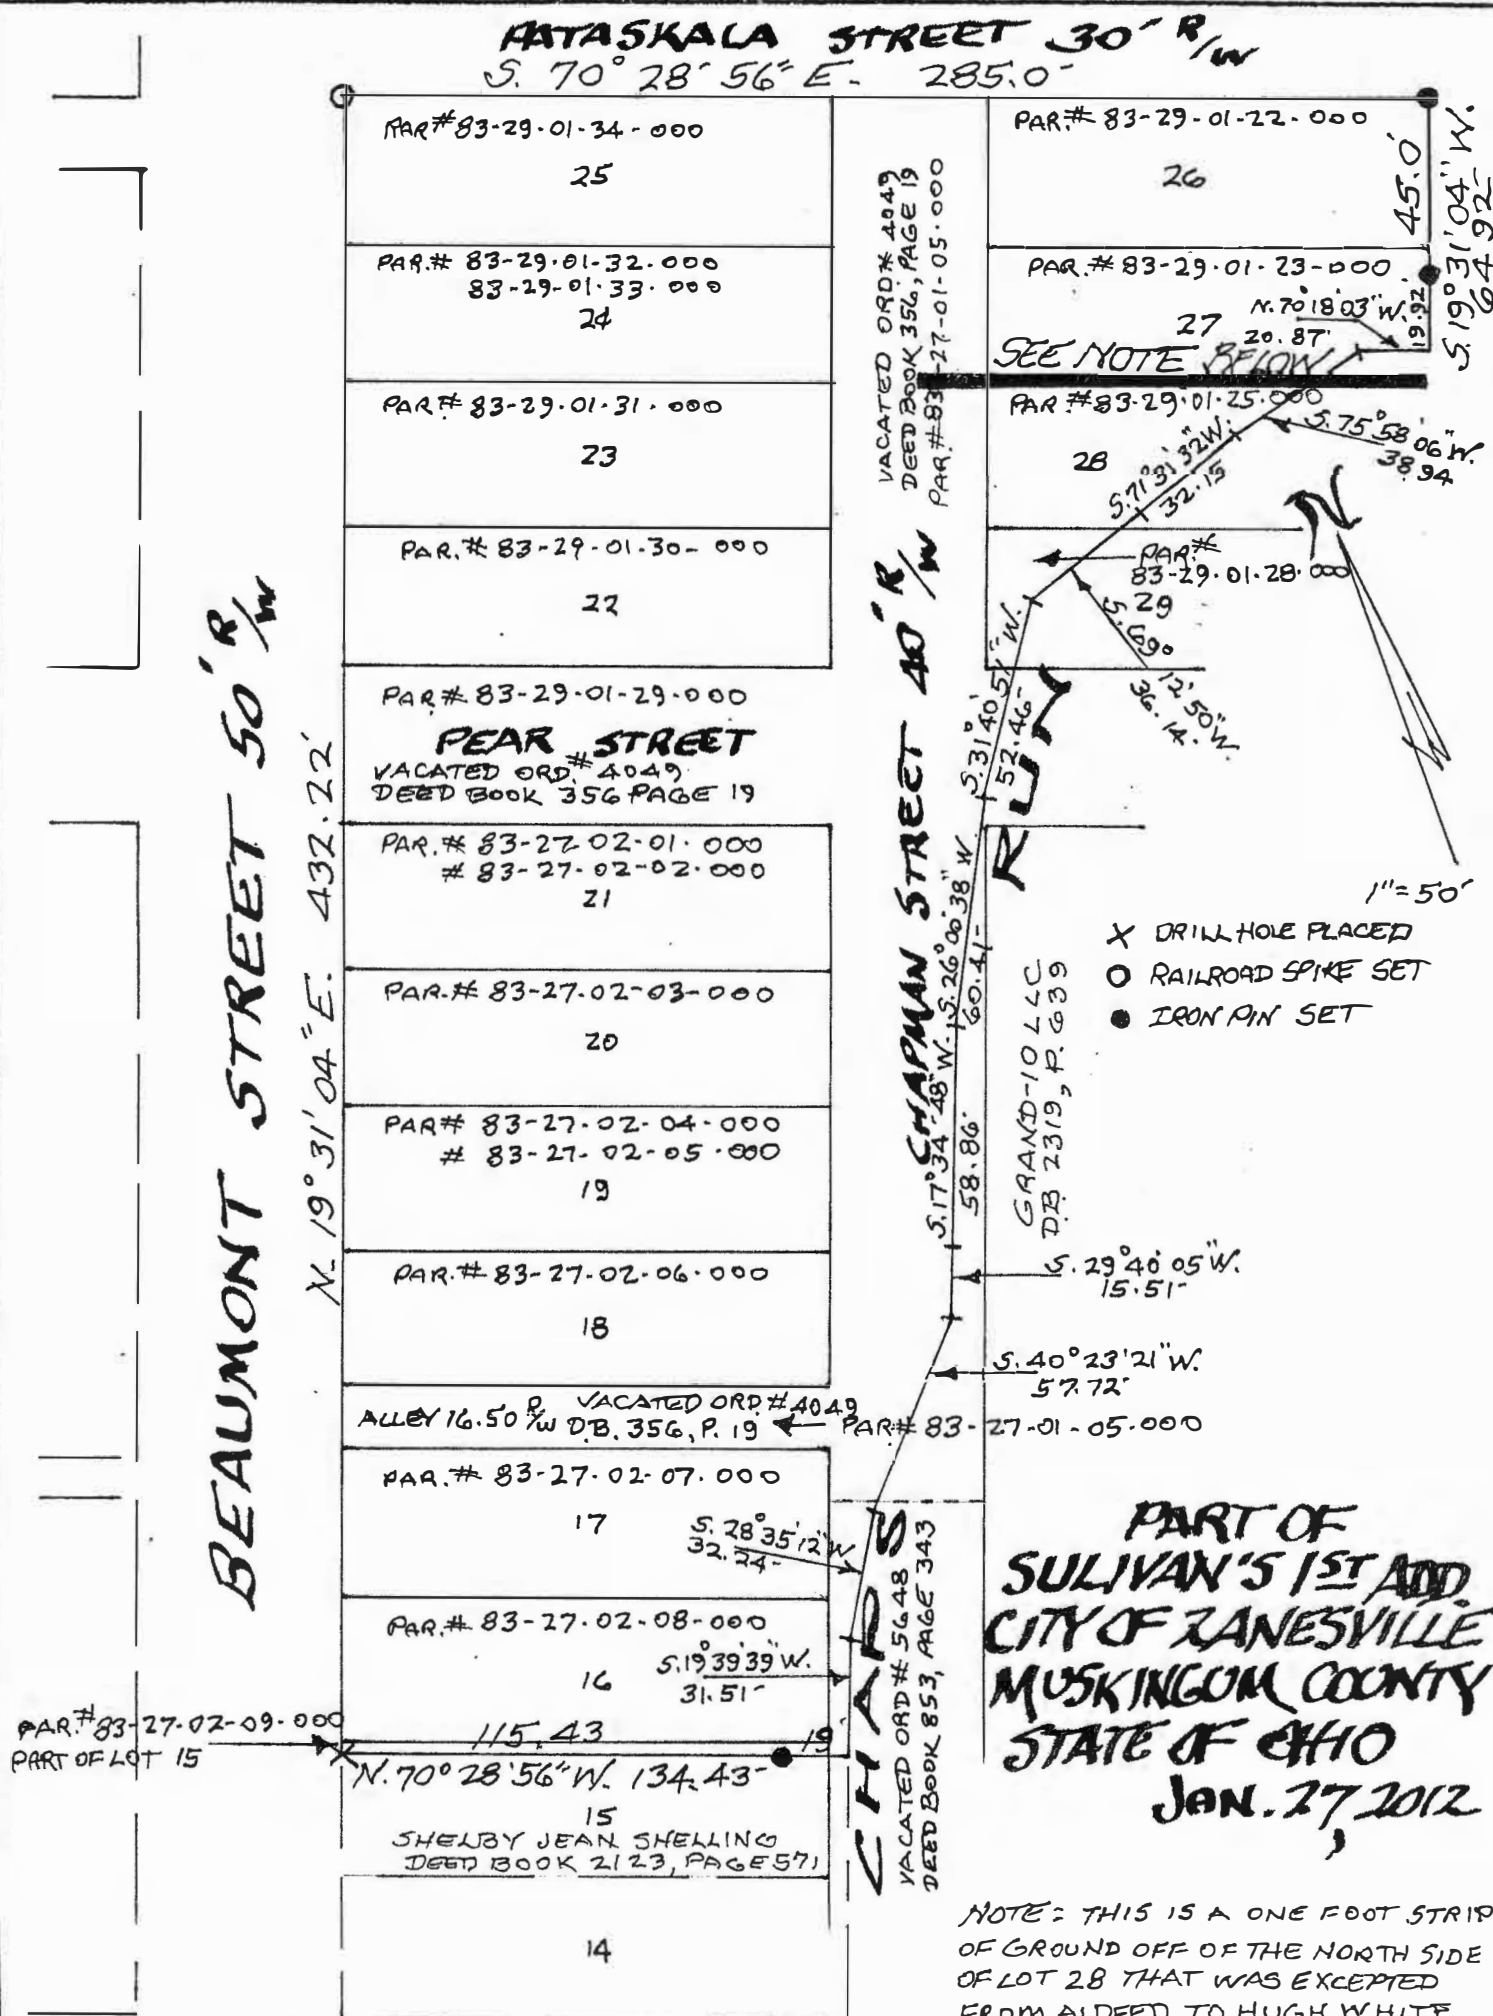 PATASKALA STREET 30' R/W
S. 70° 28' 56" E. 285.0'
PAR# 83-29-01-34-000
25
PAR.# 83-29-01-32-000
83-29-01-33-000
24
PAR# 83-29-01-31-000
23
PAR.# 83-29-01-30-000
22
PAR# 83-29-01-29-000
PEAR STREET
VACATED ORD.# 4049
DEED BOOK 356 PAGE 19
PAR.# 83-27-02-01-000
# 83-27-02-02-000
21
PAR.# 83-27-02-03-000
20
PAR# 83-27-02-04-000
# 83-27-02-05-000
19
PAR.# 83-27-02-06-000
18
ALLEY 16.50 R/W VACATED ORD.# 4049
D.B. 356, P. 19
PAR# 83-27-01-05-000
PAR.# 83-27-02-07-000
17
S. 28° 35' 12" W
32.24'
PAR.# 83-27-02-08-000
16
S. 19° 39' 39" W.
31.51'
PAR.# 83-27-02-09-000
PART OF LOT 15
115.43
19'
N. 70° 28' 56" W. 134.43'
15
SHELBY JEAN SHELLING
DEED BOOK 2123, PAGE 571
14
BEAUMONT STREET 50' R/W
N. 19° 31' 04" E. 432.22'
VACATED ORD# 4049
DEED BOOK 356, PAGE 19
PAR.# 83-27-01-05-000
CHAPMAN STREET 40' R/W
PAR.# 83-29-01-22-000
26
45.0'
S. 19° 31' 04" W.
64.92'
PAR.# 83-29-01-23-000
27
N. 70° 18' 03" W.
20.87'
19.92'
SEE NOTE BELOW
PAR.# 83-29-01-25-000
28
S. 75° 58' 06" W.
38.94
S. 71° 31' 32" W.
32.15
PAR.#
83-29-01-28-000
29
S. 69° 12' 50" W.
36.14'
S. 31° 40' 51" W.
52.46'
RUN
N
1"=50'
X DRILL HOLE PLACED
O RAILROAD SPIKE SET
● IRON PIN SET
S. 26° 00' 38" W
60.41'
S. 17° 34' 48" W.
58.86'
GRAND-10 LLC
D.B. 2319, P. 639
S. 29° 40' 05" W.
15.51'
S. 40° 23' 21" W.
57.72'
CHAPS
VACATED ORD# 5648
DEED BOOK 853, PAGE 343
PART OF
SULIVAN'S 1ST ADD.
CITY OF ZANESVILLE
MUSKINGUM COUNTY
STATE OF OHIO
JAN. 27, 2012
NOTE: THIS IS A ONE FOOT STRIP
OF GROUND OFF OF THE NORTH SIDE
OF LOT 28 THAT WAS EXCEPTED
FROM A DEED TO HUGH WHITE